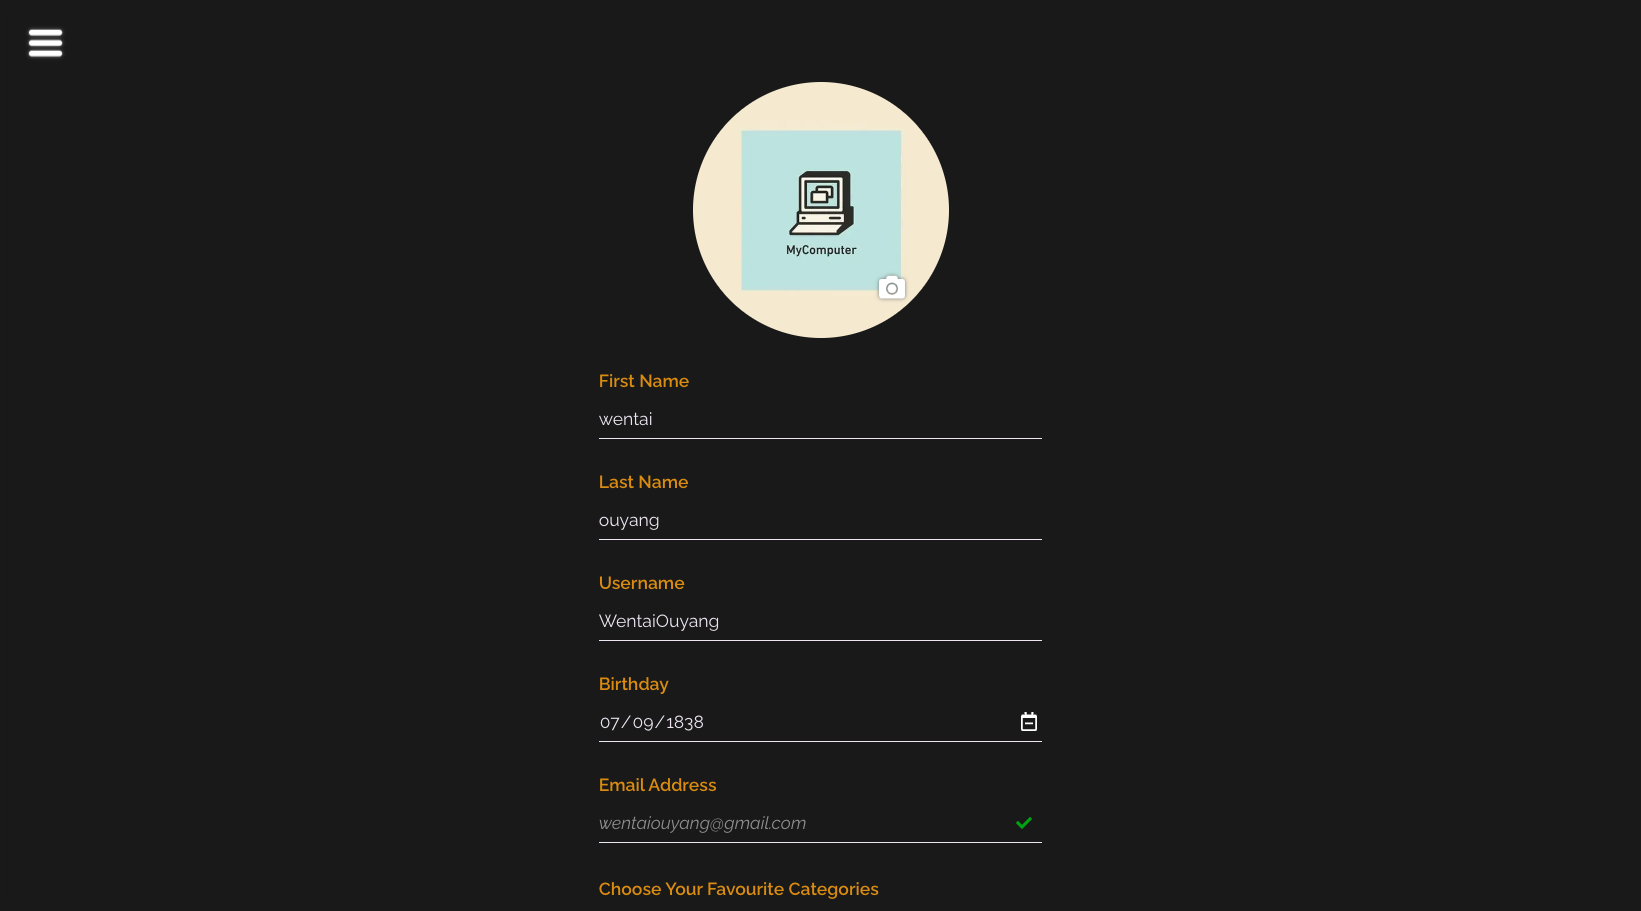 MyComputer
First Name
wentai
Last Name
ouyang
Username
WentaiOuyang
Birthday
07/09/1838
Email Address
wentaiouyang@gmail.com
Choose Your Favourite Categories